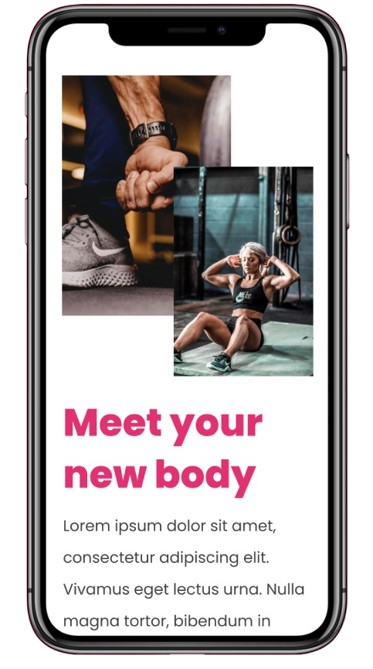 Meet your
new body
Lorem ipsum dolor sit amet,
consectetur adipiscing elit.
Vivamus eget lectus urna. Nulla
magna tortor, bibendum in